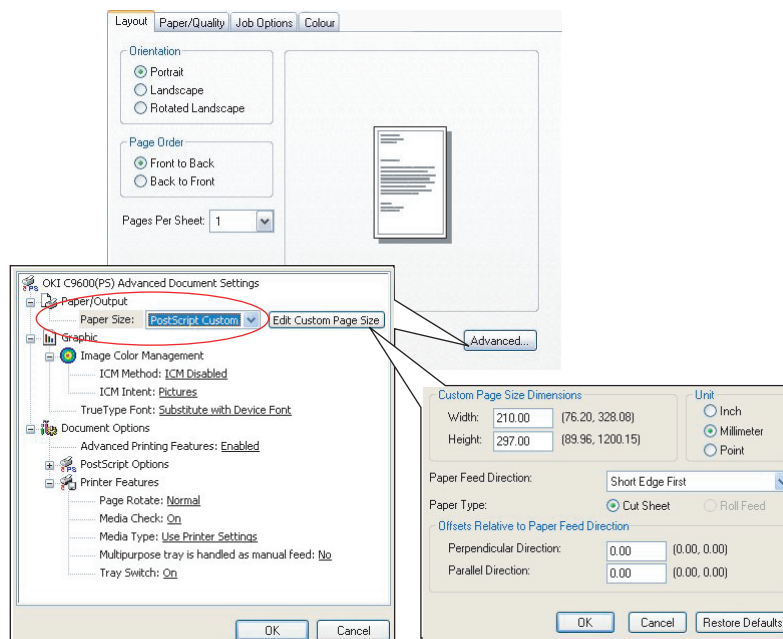 Layout Paper/Quality Job Options Colour
Orientation
Portrait
Landscape
Rotated Landscape
Page Order
Front to Back
Back to Front
Pages Per Sheet: 1
Advanced...
OKI C9600(PS) Advanced Document Settings
Paper/Output
Paper Size: PostScript Custom Edit Custom Page Size
Graphic
Image Color Management
ICM Method: ICM Disabled
ICM Intent: Pictures
TrueType Font: Substitute with Device Font
Document Options
Advanced Printing Features: Enabled
PostScript Options
Printer Features
Page Rotate: Normal
Media Check: On
Media Type: Use Printer Settings
Multipurpose tray is handled as manual feed: No
Tray Switch: On
OK Cancel
Custom Page Size Dimensions
Width: 210.00 (76.20, 328.08)
Height: 297.00 (89.96, 1200.15)
Unit
Inch
Millimeter
Point
Paper Feed Direction: Short Edge First
Paper Type: Cut Sheet Roll Feed
Offsets Relative to Paper Feed Direction
Perpendicular Direction: 0.00 (0.00, 0.00)
Parallel Direction: 0.00 (0.00, 0.00)
OK Cancel Restore Defaults